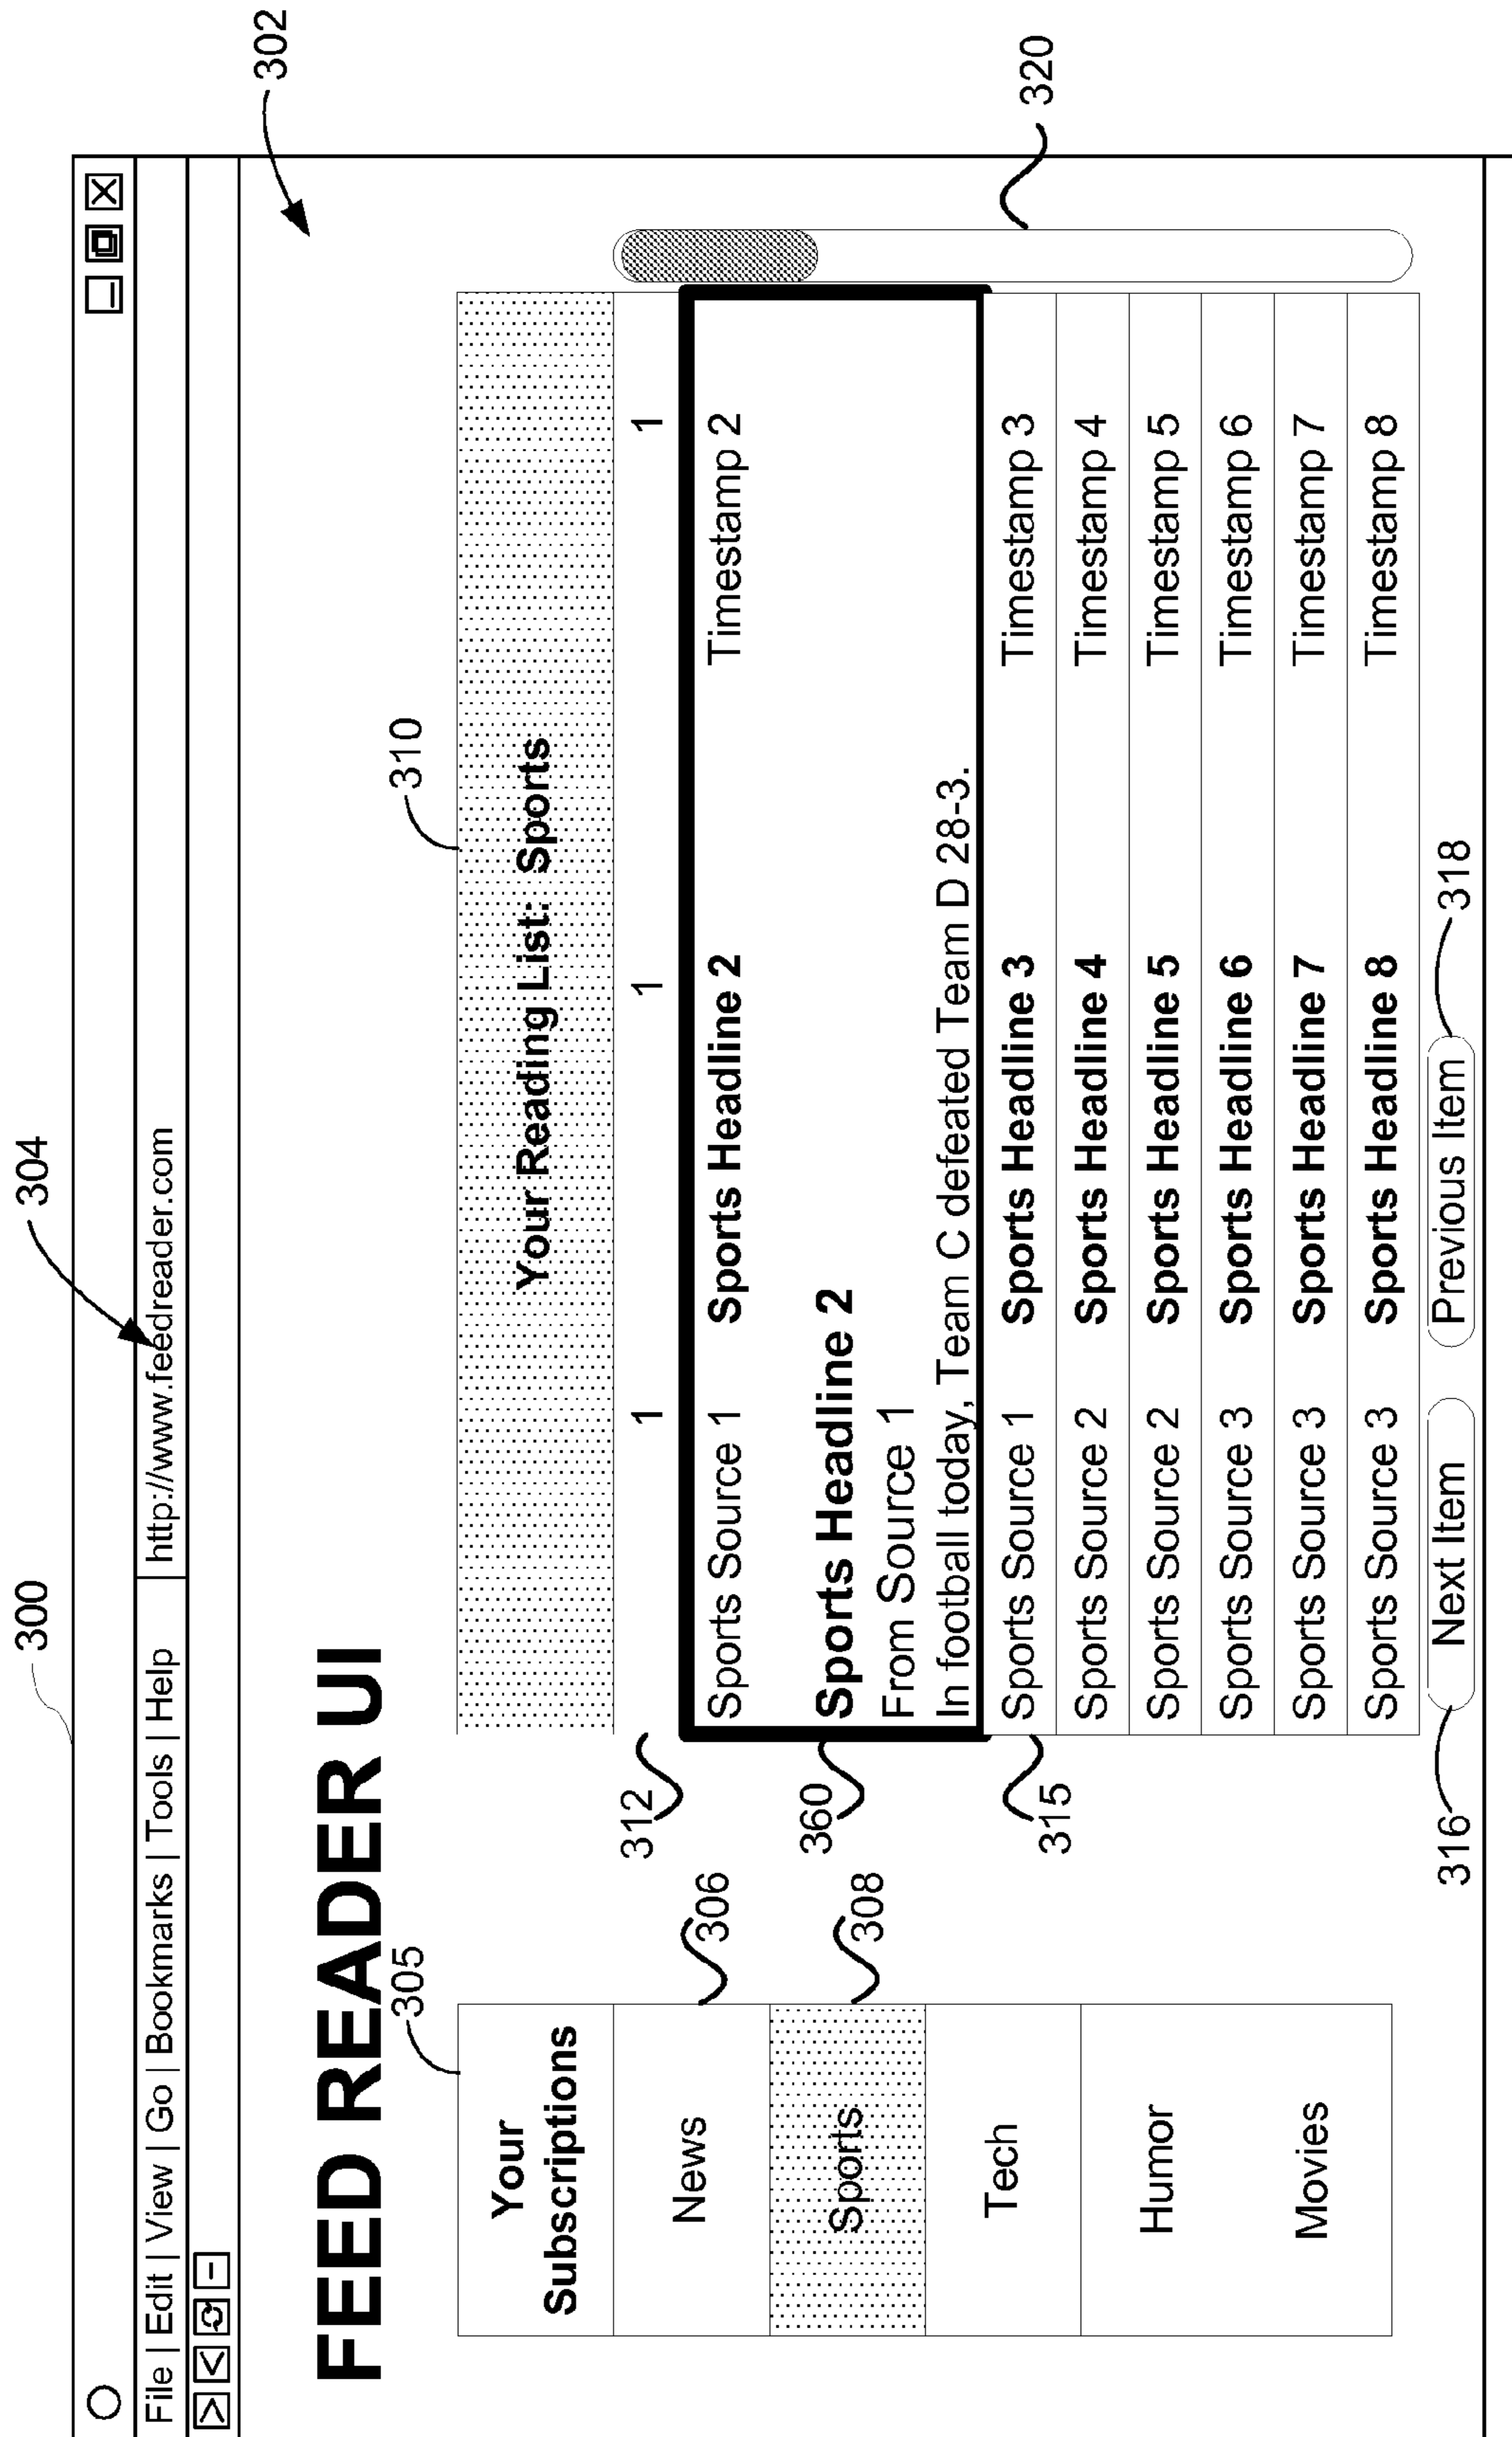 300
304
302
File | Edit | View | Go | Bookmarks | Tools | Help
http://www.feedreader.com
FEED READER UI
305
310
Your
Subscriptions
News
306
Sports
308
Tech
Humor
Movies
Your Reading List: Sports
312
1 1 1
Sports Source 1 Sports Headline 2 Timestamp 2
360
Sports Headline 2
From Source 1
In football today, Team C defeated Team D 28-3.
315
Sports Source 1 Sports Headline 3 Timestamp 3
320
Sports Source 2 Sports Headline 4 Timestamp 4
Sports Source 2 Sports Headline 5 Timestamp 5
Sports Source 3 Sports Headline 6 Timestamp 6
Sports Source 3 Sports Headline 7 Timestamp 7
Sports Source 3 Sports Headline 8 Timestamp 8
316
Next Item
Previous Item
318